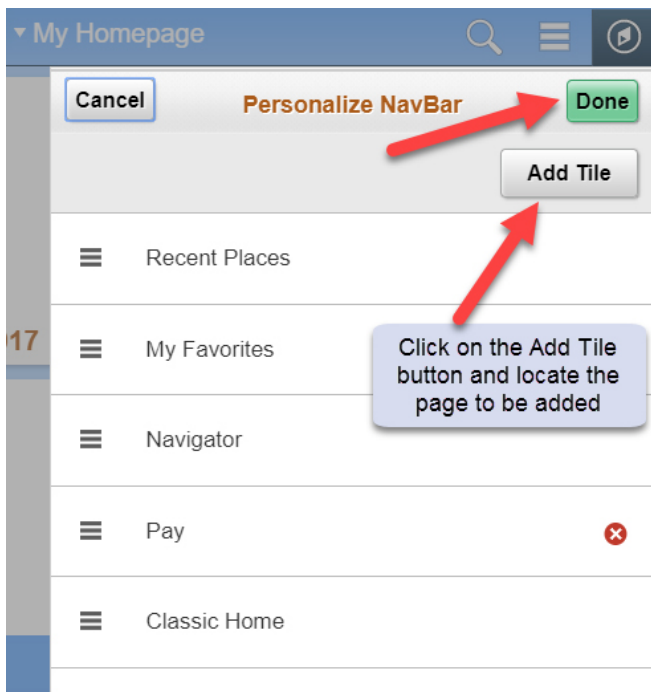 My Homepage
Cancel
Personalize NavBar
Done
Add Tile
Recent Places
17
My Favorites
Click on the Add Tile
button and locate the
page to be added
Navigator
Pay
Classic Home